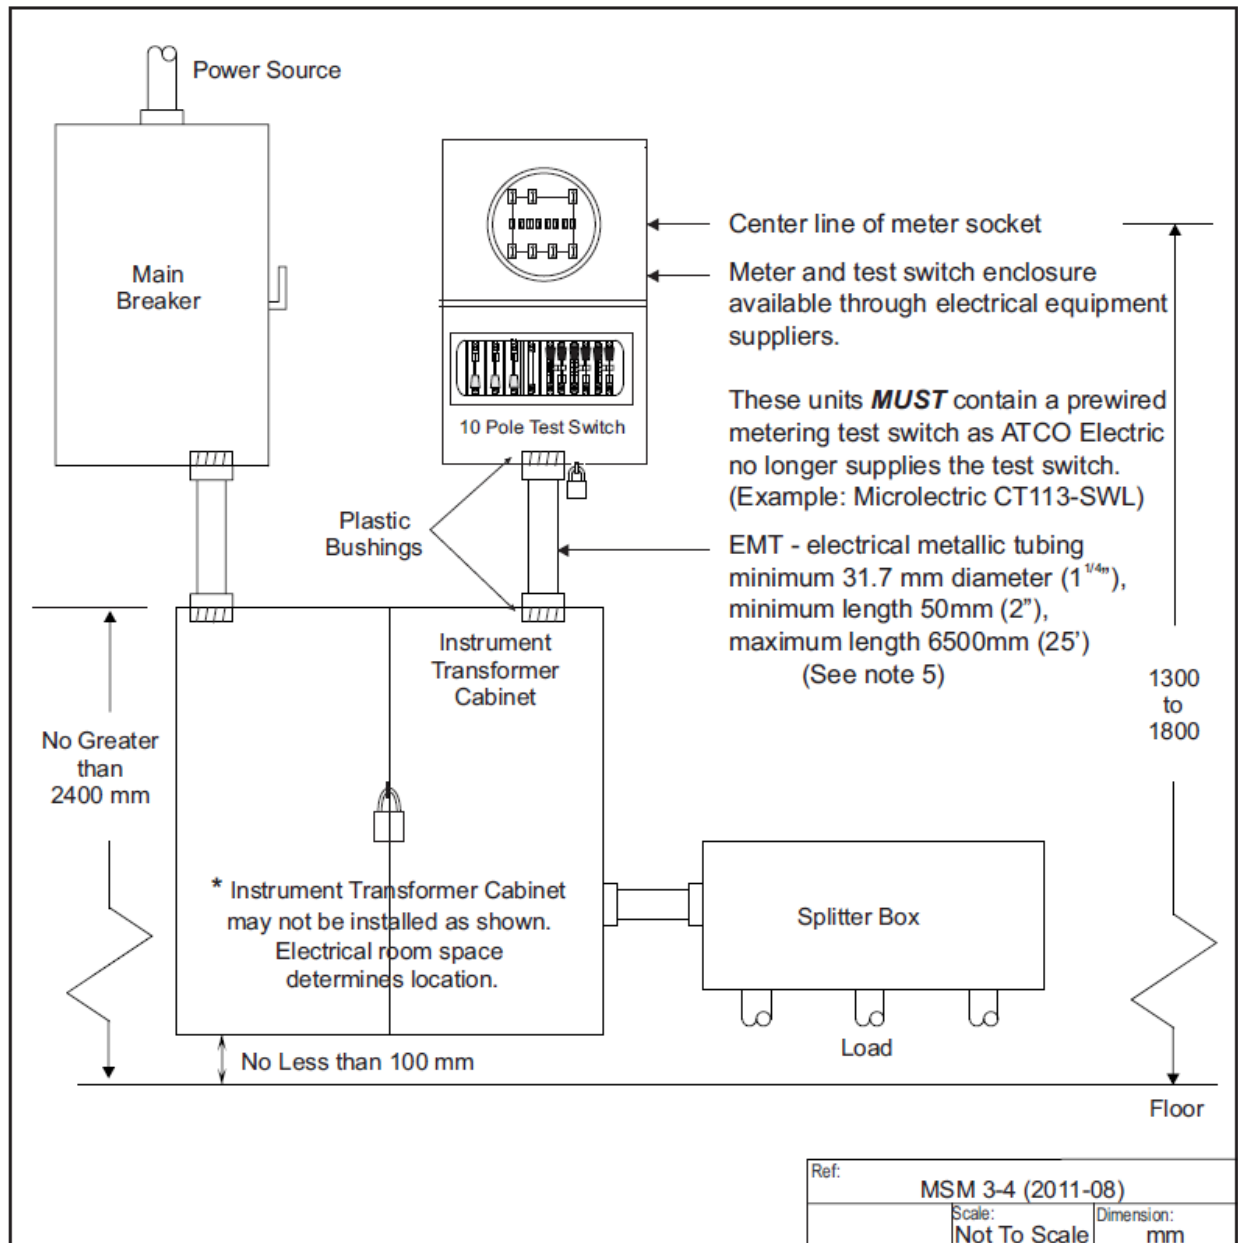 Power Source
Main
Breaker
Center line of meter socket
Meter and test switch enclosure
available through electrical equipment
suppliers.
These units MUST contain a prewired
metering test switch as ATCO Electric
no longer supplies the test switch.
(Example: Microlectric CT113-SWL)
10 Pole Test Switch
Plastic
Bushings
EMT - electrical metallic tubing
minimum 31.7 mm diameter (1 1/4"),
minimum length 50mm (2"),
maximum length 6500mm (25')
(See note 5)
Instrument
Transformer
Cabinet
1300
to
1800
No Greater
than
2400 mm
* Instrument Transformer Cabinet
may not be installed as shown.
Electrical room space
determines location.
Splitter Box
Load
No Less than 100 mm
Floor
Ref:
MSM 3-4 (2011-08)
Scale:
Not To Scale
Dimension:
mm